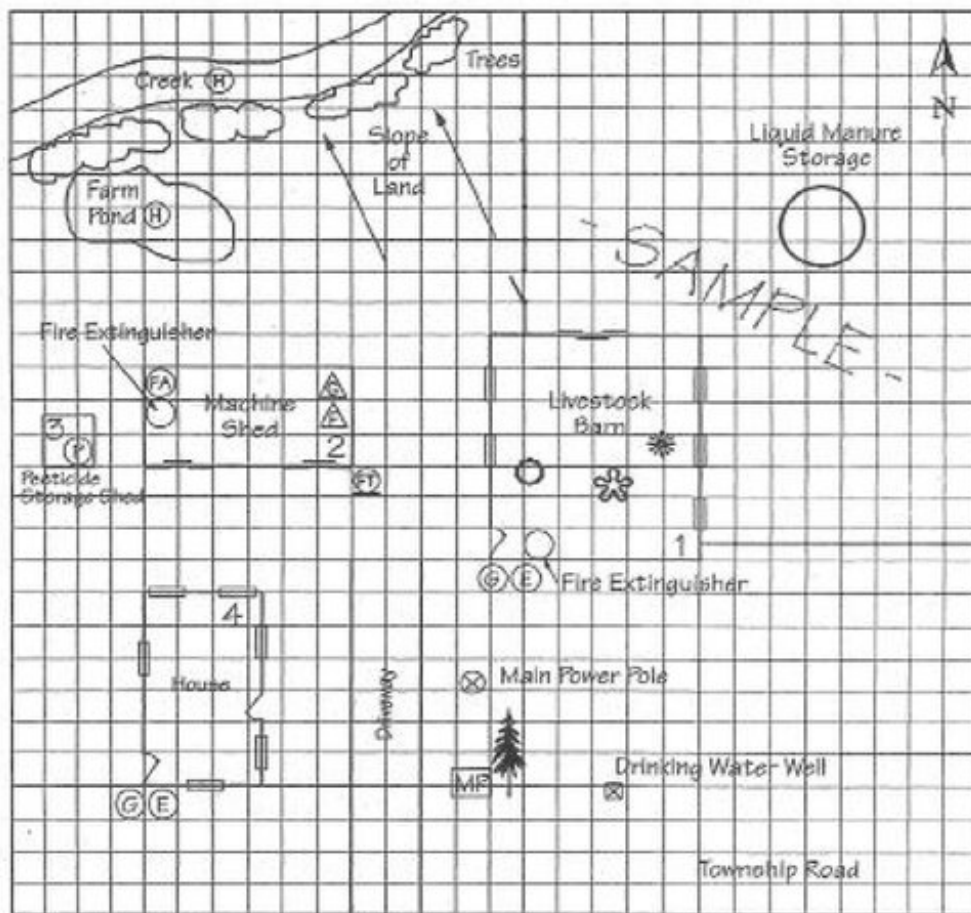 Creek H
Trees
N
Slope
of
Land
Liquid Manure
Storage
Farm
Pond H
- SAMPLE -
Fire Extinguisher
FA
Machine
Shed
G
F
2
3
P
Pesticide
Storage Shed
FT
Livestock
Barn
1
G E
Fire Extinguisher
4
House
Driveway
Main Power Pole
MP
Drinking Water-Well
G E
Township Road